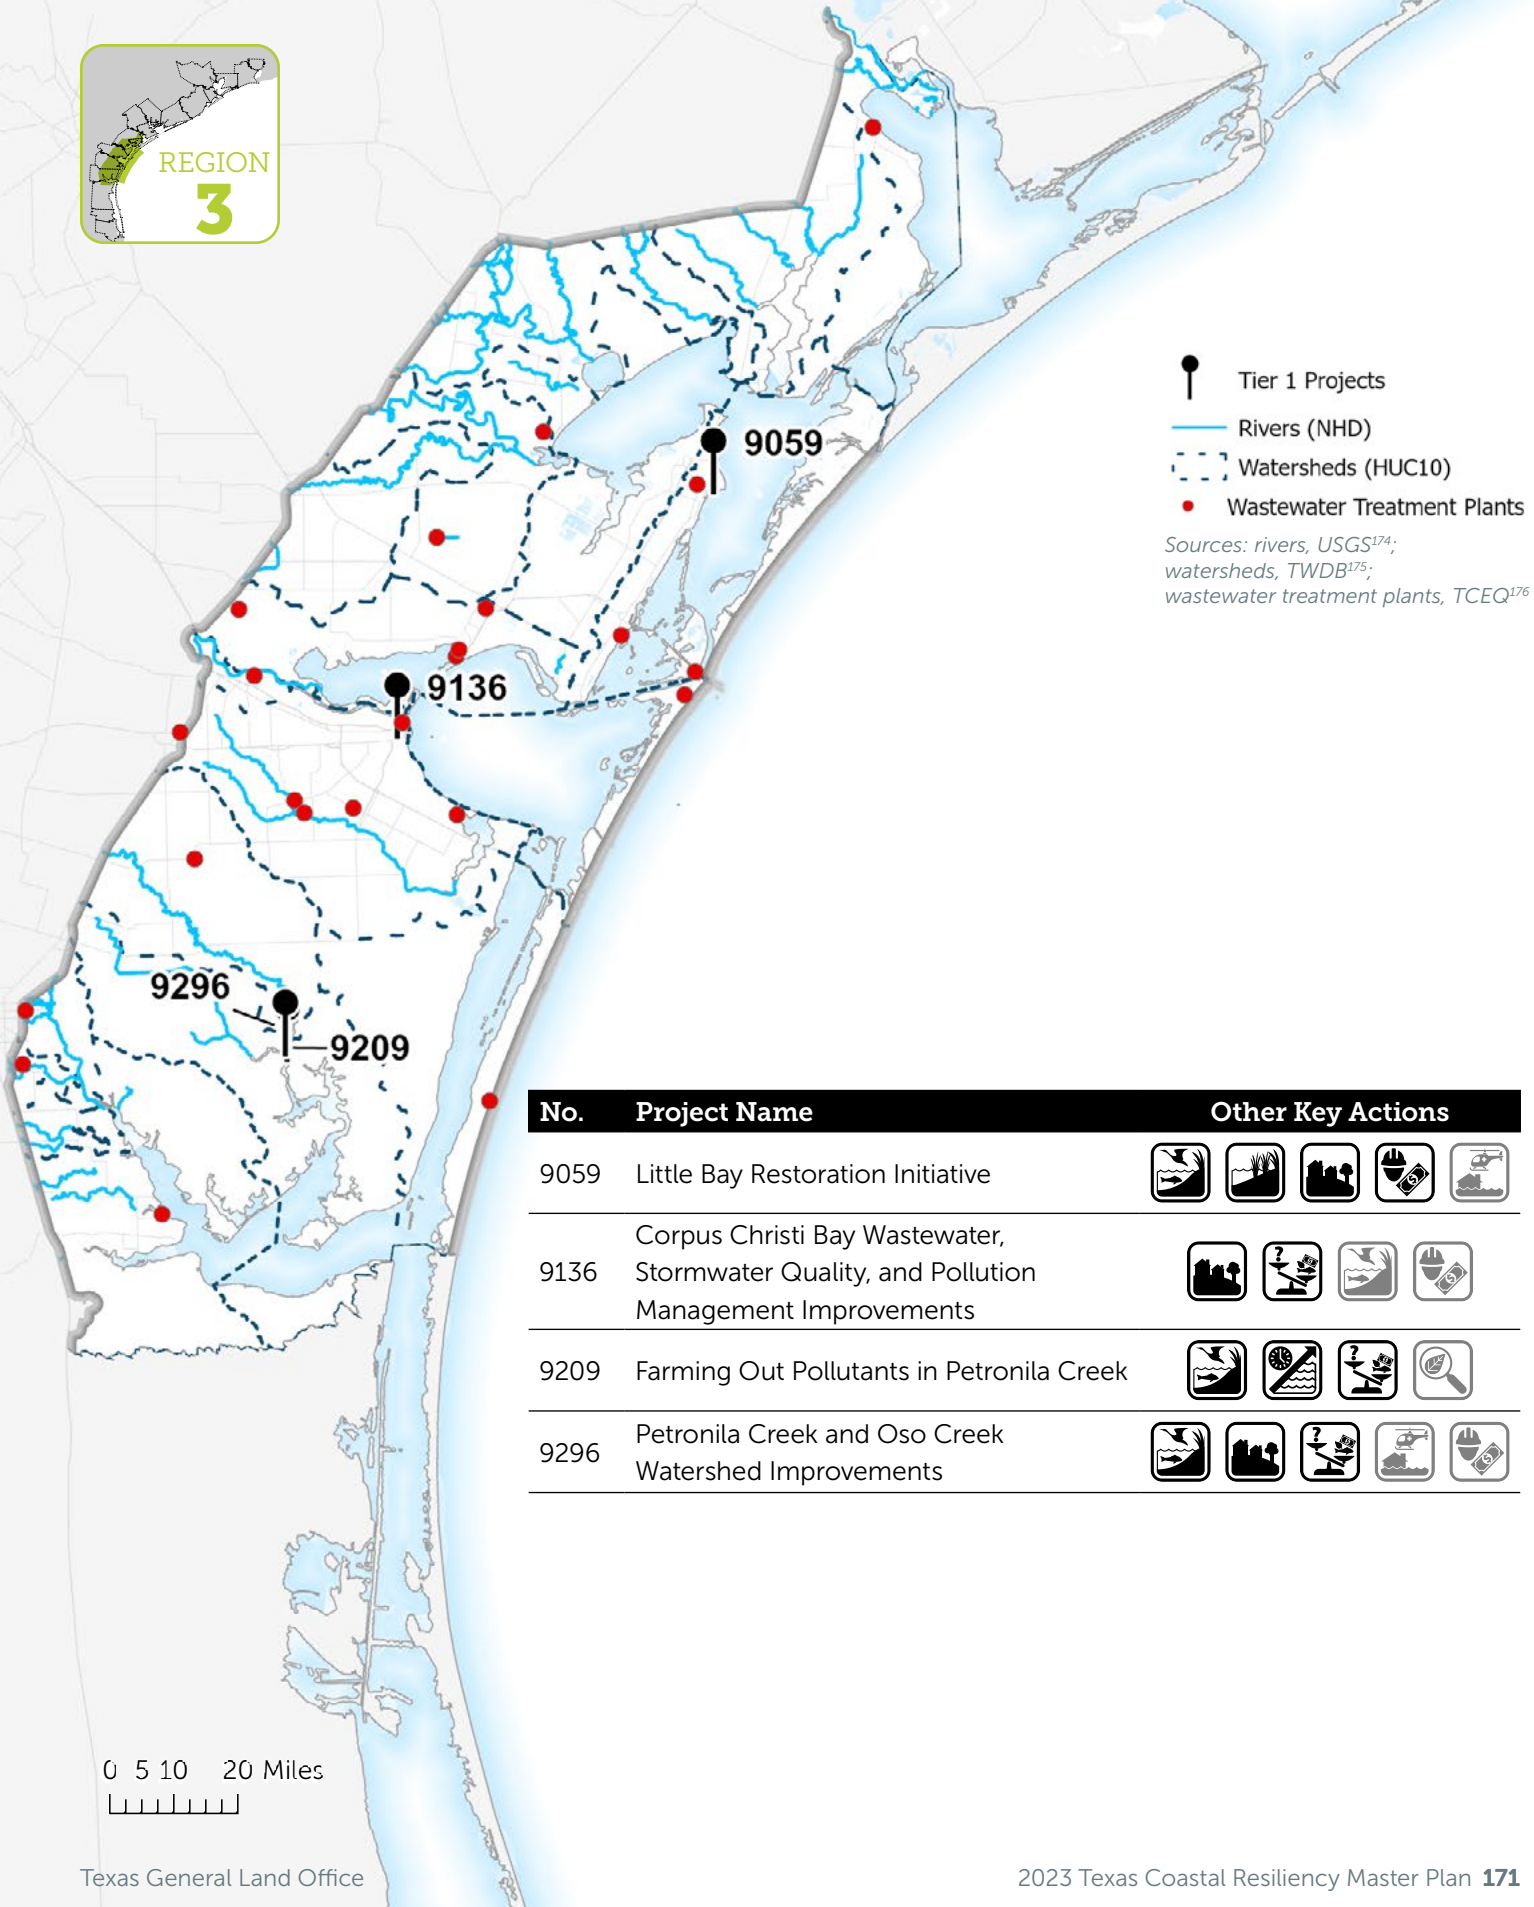 REGION
3
9059
9136
9296
9209
Tier 1 Projects
Rivers (NHD)
Watersheds (HUC10)
Wastewater Treatment Plants
Sources: rivers, USGS174;
watersheds, TWDB175;
wastewater treatment plants, TCEQ176
No. Project Name Other Key Actions
9059 Little Bay Restoration Initiative
9136 Corpus Christi Bay Wastewater,
Stormwater Quality, and Pollution
Management Improvements
9209 Farming Out Pollutants in Petronila Creek
9296 Petronila Creek and Oso Creek
Watershed Improvements
0 5 10 20 Miles
Texas General Land Office
2023 Texas Coastal Resiliency Master Plan 171